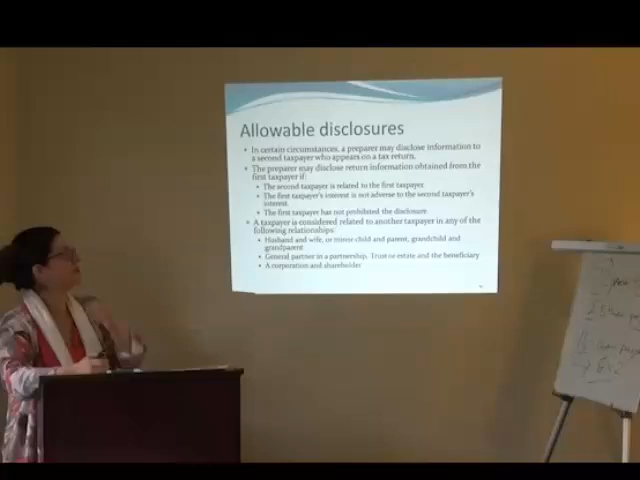 Allowable disclosures
• In certain circumstances, a preparer may disclose information to
a second taxpayer who appears on a tax return.
• The preparer may disclose return information obtained from the
first taxpayer if:
• The second taxpayer is related to the first taxpayer.
• The first taxpayer's interest is not adverse to the second taxpayer's
interest.
• The first taxpayer has not prohibited the disclosure
• A taxpayer is considered related to another taxpayer in any of the
following relationships:
• Husband and wife, or minor child and parent, grandchild and
grandparent
• General partner in a partnership, Trust or estate and the beneficiary
• A corporation and shareholder